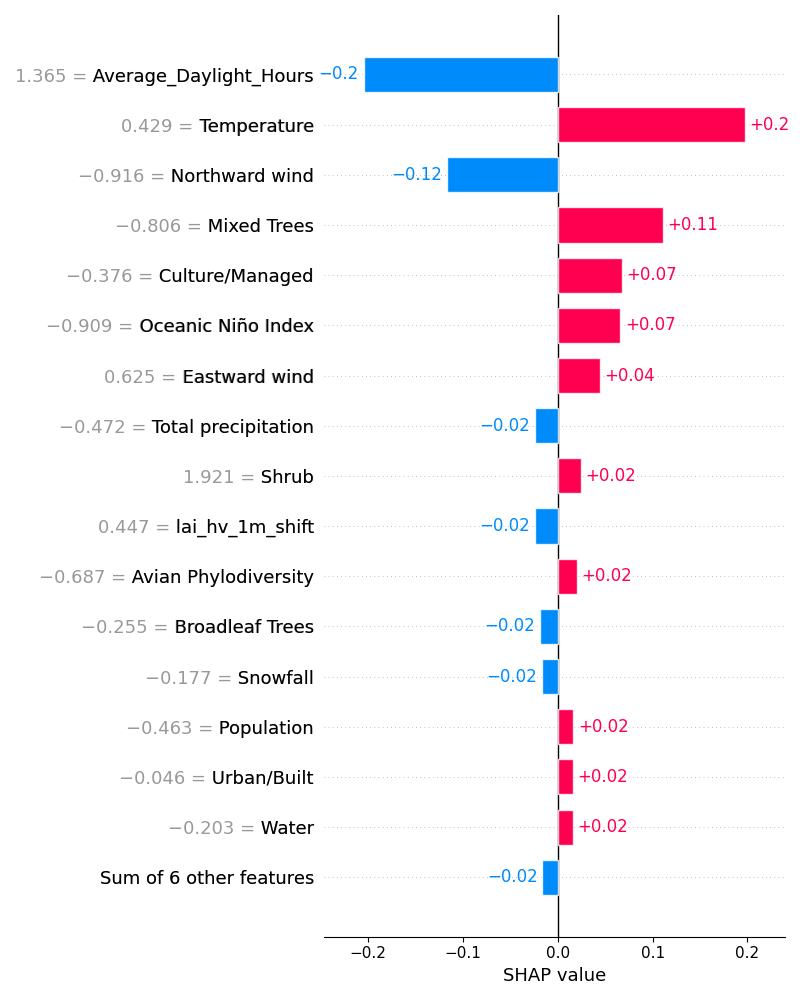 1.365 = Average_Daylight_Hours −0.2
0.429 = Temperature +0.2
−0.916 = Northward wind −0.12
−0.806 = Mixed Trees +0.11
−0.376 = Culture/Managed +0.07
−0.909 = Oceanic Niño Index +0.07
0.625 = Eastward wind +0.04
−0.472 = Total precipitation −0.02
1.921 = Shrub +0.02
0.447 = lai_hv_1m_shift −0.02
−0.687 = Avian Phylodiversity +0.02
−0.255 = Broadleaf Trees −0.02
−0.177 = Snowfall −0.02
−0.463 = Population +0.02
−0.046 = Urban/Built +0.02
−0.203 = Water +0.02
Sum of 6 other features −0.02
−0.2 −0.1 0.0 0.1 0.2
SHAP value